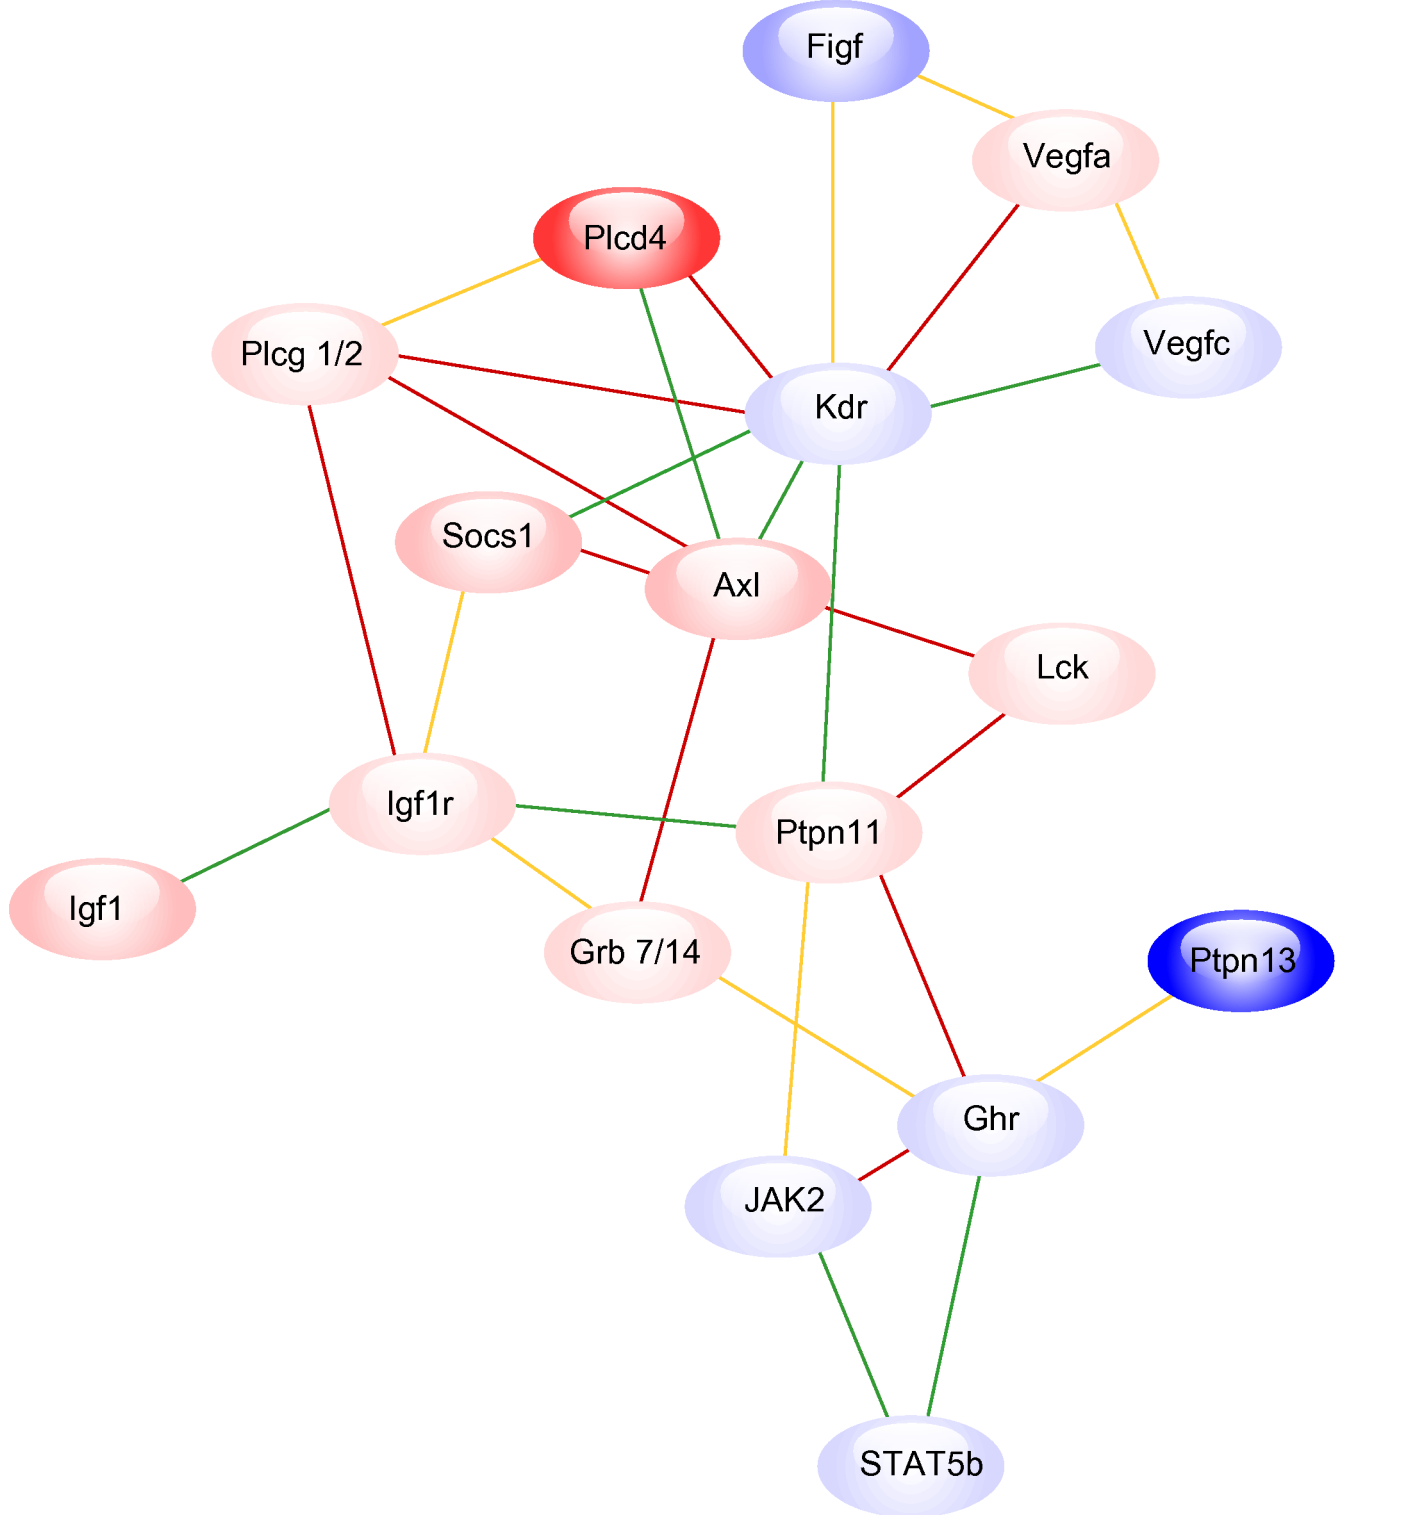 Figf
Vegfa
Plcd4
Vegfc
Plcg 1/2
Kdr
Socs1
Axl
Lck
Igf1r
Ptpn11
Igf1
Grb 7/14
Ptpn13
Ghr
JAK2
STAT5b